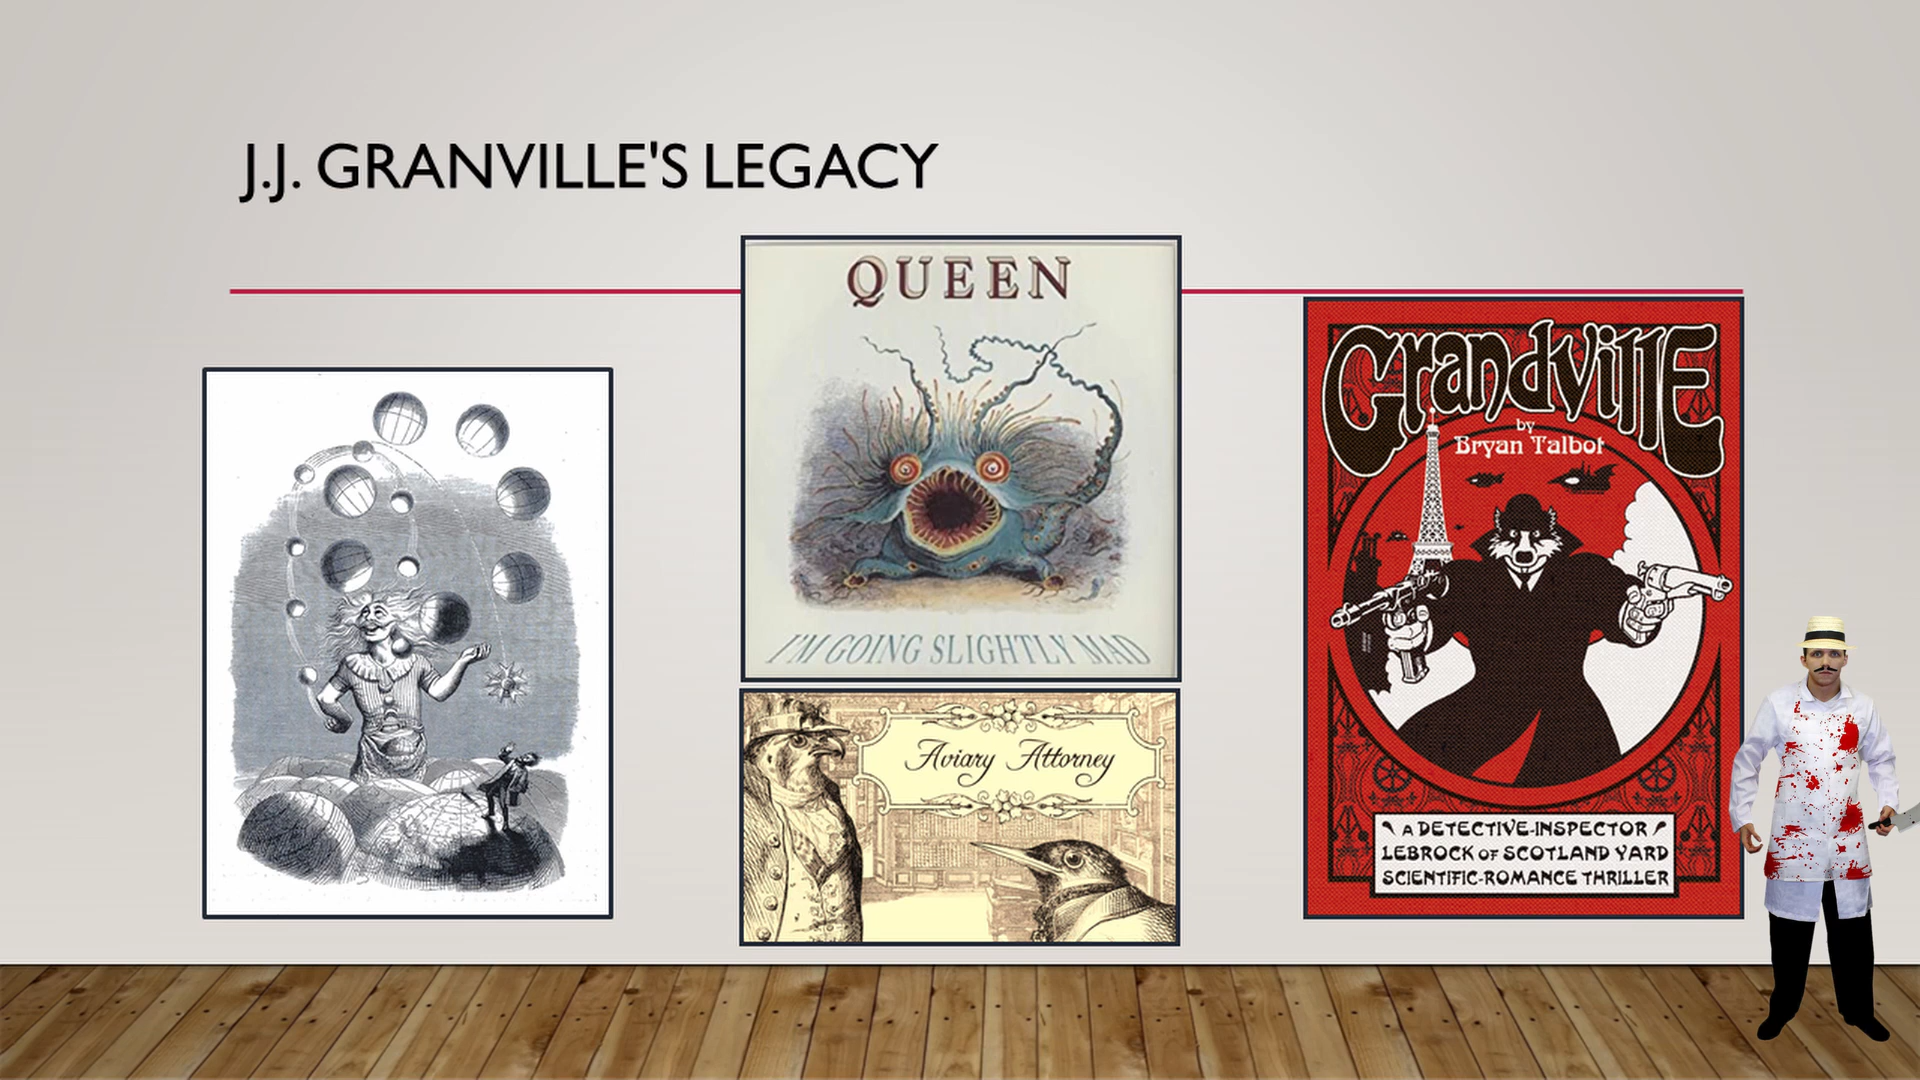 J.J. GRANVILLE'S LEGACY
QUEEN
I'M GOING SLIGHTLY MAD
Aviary Attorney
Grandville
by
Bryan Talbot
A DETECTIVE-INSPECTOR
LEBROCK OF SCOTLAND YARD
SCIENTIFIC-ROMANCE THRILLER